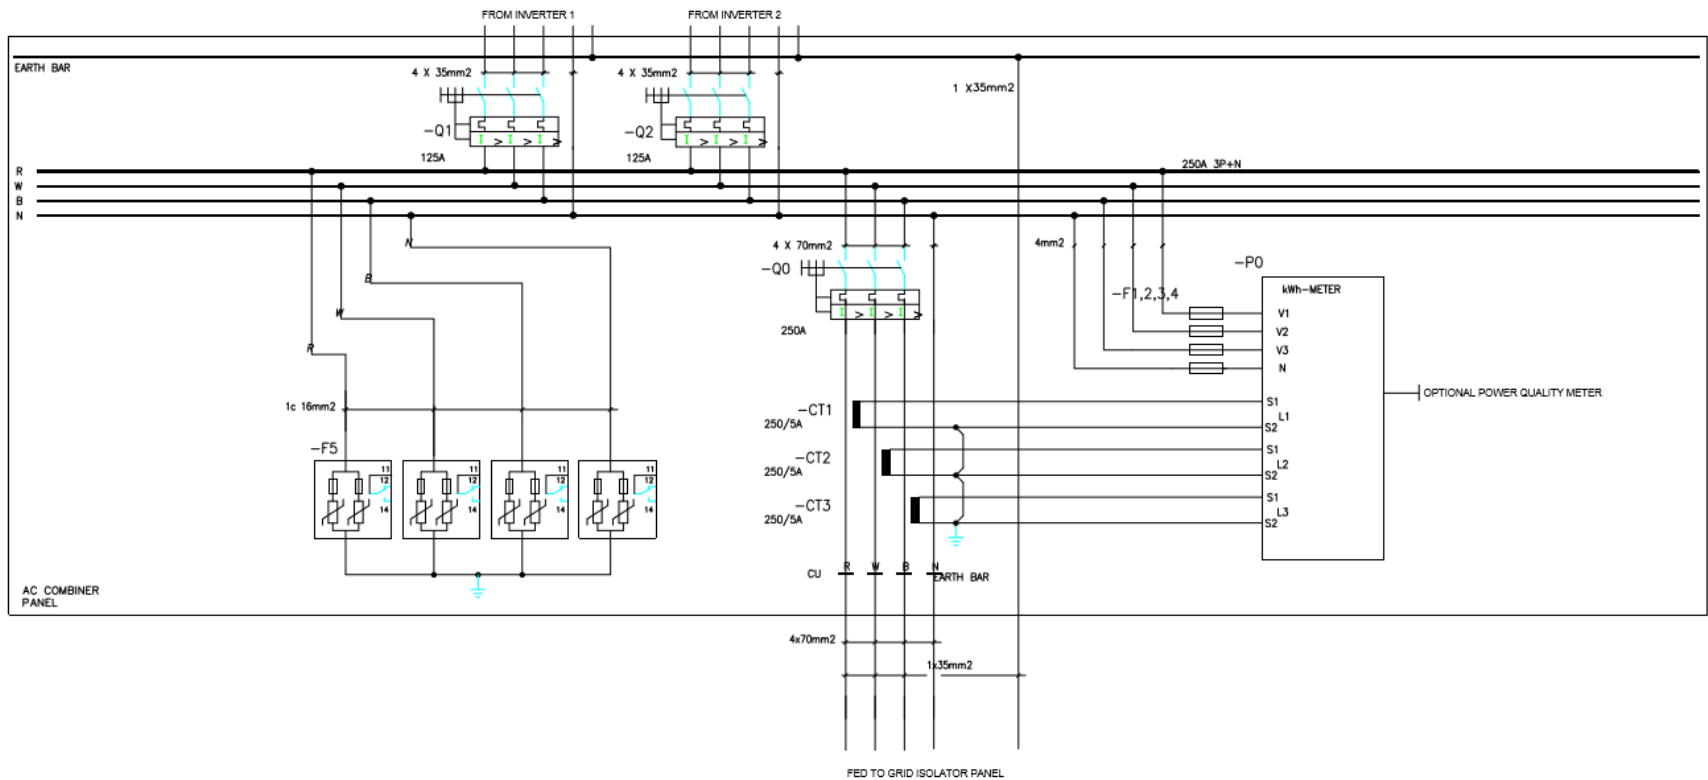 FROM INVERTER 1
FROM INVERTER 2
EARTH BAR
4 X 35mm2
4 X 35mm2
1 X35mm2
-Q1
-Q2
125A
125A
250A 3P+N
R
W
B
N
N
4 X 70mm2
4mm2
-Q0
-P0
B
kWh-METER
-F1,2,3,4
W
V1
250A
V2
R
V3
N
OPTIONAL POWER QUALITY METER
1c 16mm2
-CT1
S1
L1
250/5A
S2
-F5
-CT2
S1
L2
250/5A
S2
11
12
14
11
12
14
11
12
14
11
12
14
-CT3
S1
L3
250/5A
S2
CU
R
W
B
N
EARTH BAR
AC COMBINER
PANEL
4x70mm2
1x35mm2
FED TO GRID ISOLATOR PANEL